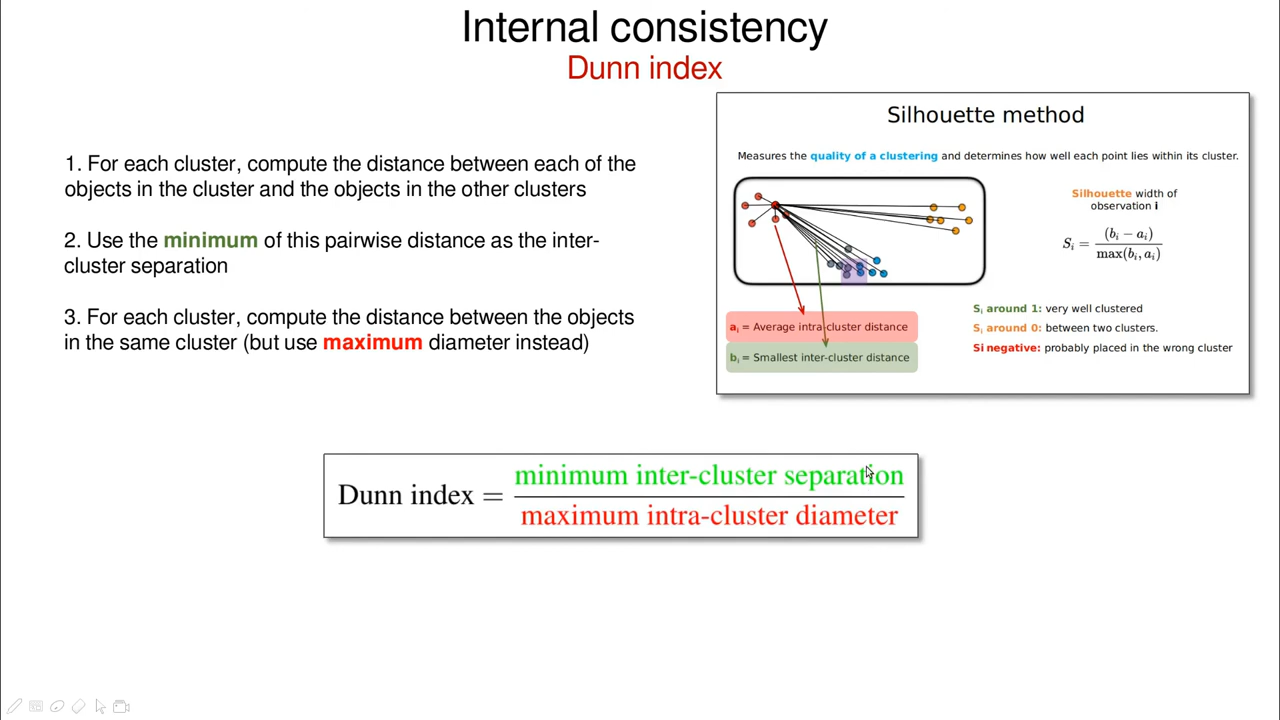 Internal consistency
Dunn index
1. For each cluster, compute the distance between each of the
objects in the cluster and the objects in the other clusters
2. Use the minimum of this pairwise distance as the inter-
cluster separation
3. For each cluster, compute the distance between the objects
in the same cluster (but use maximum diameter instead)
Silhouette method
Measures the quality of a clustering and determines how well each point lies within its cluster.
Silhouette width of
observation i
S_i = (b_i − a_i) / max(b_i, a_i)
a_i = Average intra-cluster distance
b_i = Smallest inter-cluster distance
S_i around 1: very well clustered
S_i around 0: between two clusters.
Si negative: probably placed in the wrong cluster
Dunn index = minimum inter-cluster separation / maximum intra-cluster diameter